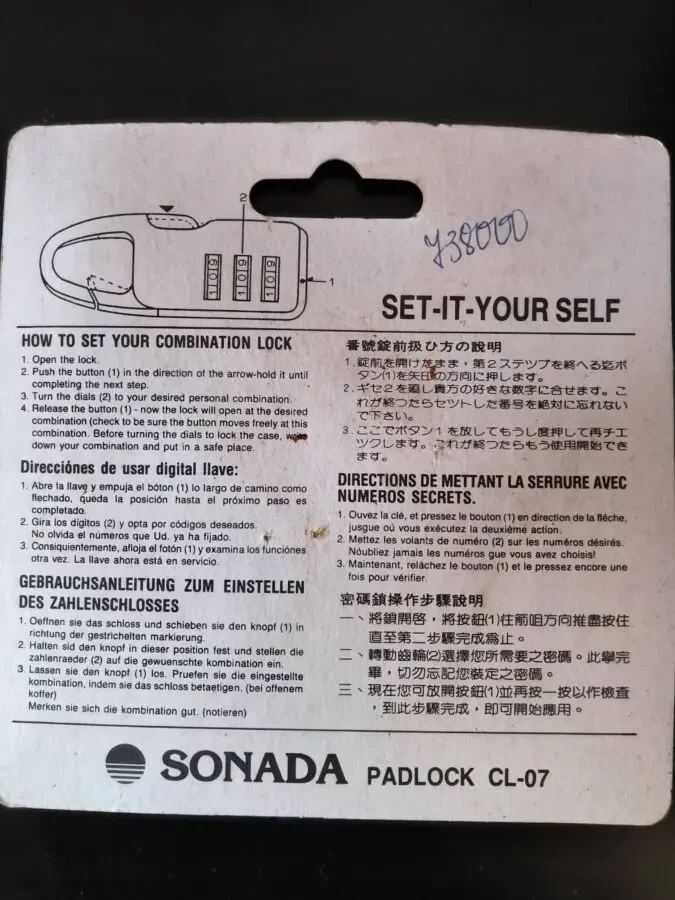 2
109
109
109
1
y38000
SET-IT-YOUR SELF
HOW TO SET YOUR COMBINATION LOCK
1. Open the lock.
2. Push the button (1) in the direction of the arrow-hold it until
completing the next step.
3. Turn the dials (2) to your desired personal combination.
4. Release the button (1) - now the lock will open at the desired
combination (check to be sure the button moves freely at this
combination. Before turning the dials to lock the case, write
down your combination and put in a safe place.
Direcciónes de usar digital llave:
1. Abre la llave y empuja el bóton (1) lo largo de camino como
flechado, queda la posición hasta el próximo paso es
completado.
2. Gira los dígitos (2) y opta por códigos deseados.
No olvida el números que Ud. ya ha fijado.
3. Consiquientemente, afloja el fotón (1) y examina los funciónes
otra vez. La llave ahora está en servicio.
GEBRAUCHSANLEITUNG ZUM EINSTELLEN
DES ZAHLENSCHLOSSES
1. Oeffnen sie das schloss und schieben sie den knopf (1) in
richtung der gestrichelten markierung.
2. Halten sid den knopf in dieser position fest und stellen die
zahlenraeder (2) auf die gewuenschte kombination ein.
3. Lassen sie den knopf (1) los. Pruefen sie die eingestellte
kombination, indem sie das schloss betaetigen. (bei offenem
koffer)
Merken sie sich die kombination gut. (notieren)
番號錠前扱ひ方の說明
1. 錠前を開けたまま，第2ステツプを終へる迄ボ
タン(1)を矢印の方向に押します。
2. ギセ2を廻し貴方の好きな数字に合せます。こ
れが終つたらセツトした番号を絶対に忘れない
で下さい。
3. ここでボタン1を放してもうし度押して再チエ
ツクします。これが終つたらもう使用開始でき
ます。
DIRECTIONS DE METTANT LA SERRURE AVEC
NUMEROS SECRETS.
1. Ouvez la clé, et pressez le bouton (1) en direction de la fléche,
jusgue oú vous exécutez la deuxième action.
2. Mettez les volants de numéro (2) sur les numéros désirés.
Nóubliez jamais les numéros gue vous avez choisis!
3. Maintenant, reláchez le bouton (1) et le pressez encore une
fois pour vérifier.
密碼鎖操作步驟說明
一、將鎖開啓，將按鈕(1)往箭咀方向推盡按住
直至第二步驟完成為止。
二、轉動齒輪(2)選擇您所需要之密碼。此舉完
畢，切勿忘記您裝定之密碼。
三、現在您可放開按鈕(1)並再按一按以作檢查
，到此步驟完成，即可開始應用。
SONADA PADLOCK CL-07